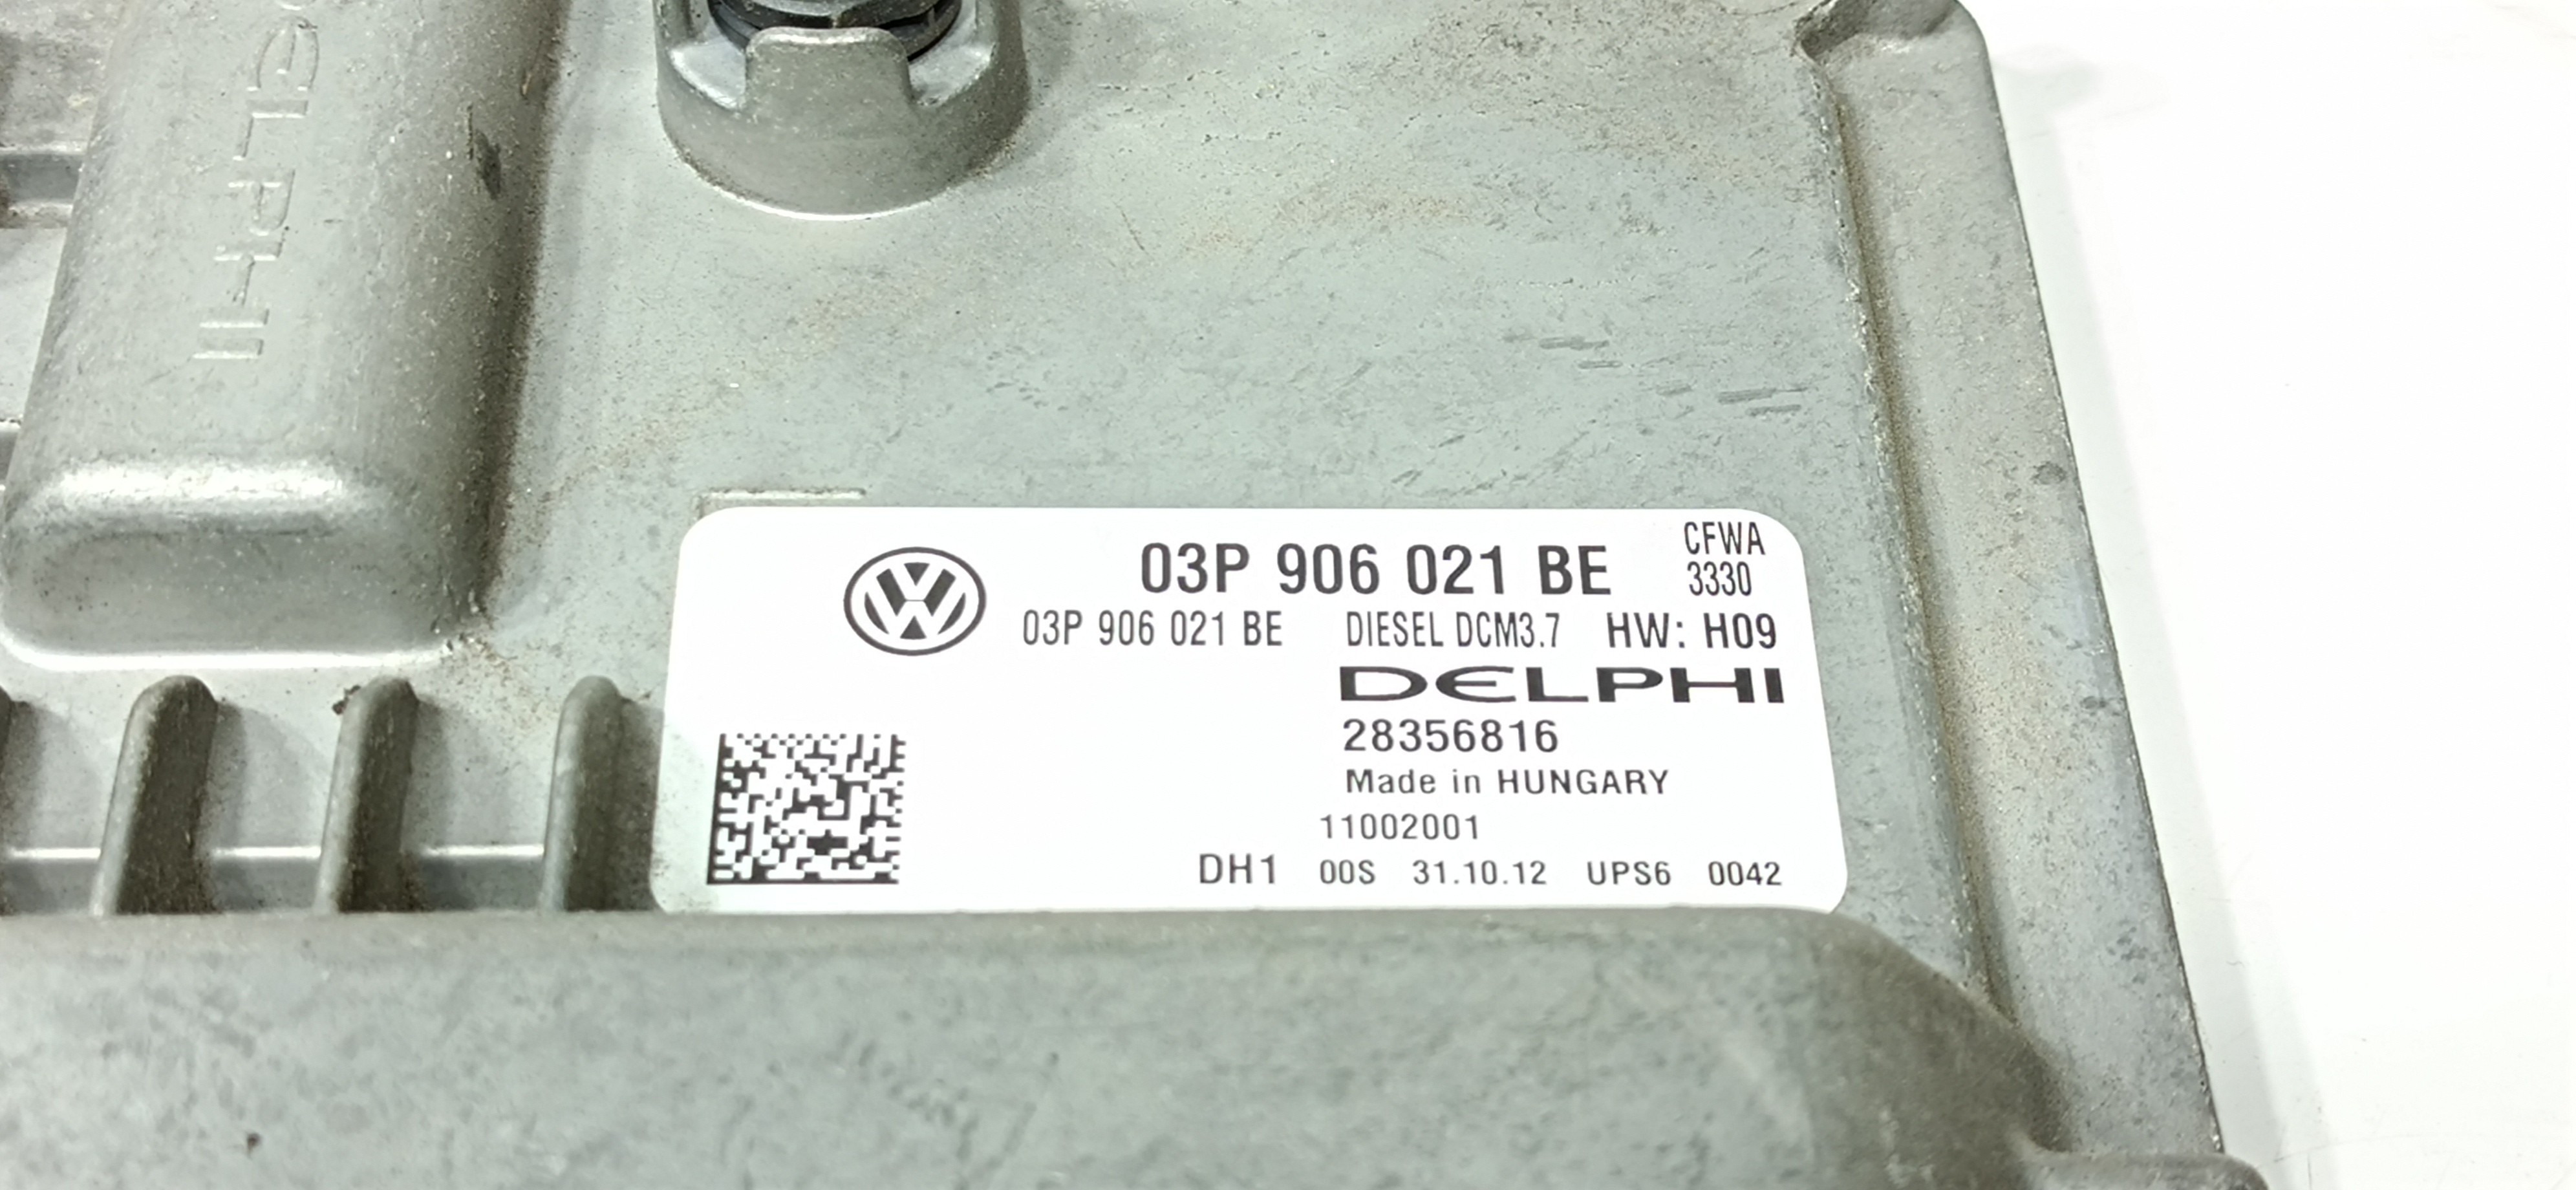 DELPHI
03P 906 021 BE CFWA
3330
03P 906 021 BE DIESEL DCM3.7 HW: H09
DELPHI
28356816
Made in HUNGARY
11002001
DH1 00S 31.10.12 UPS6 0042